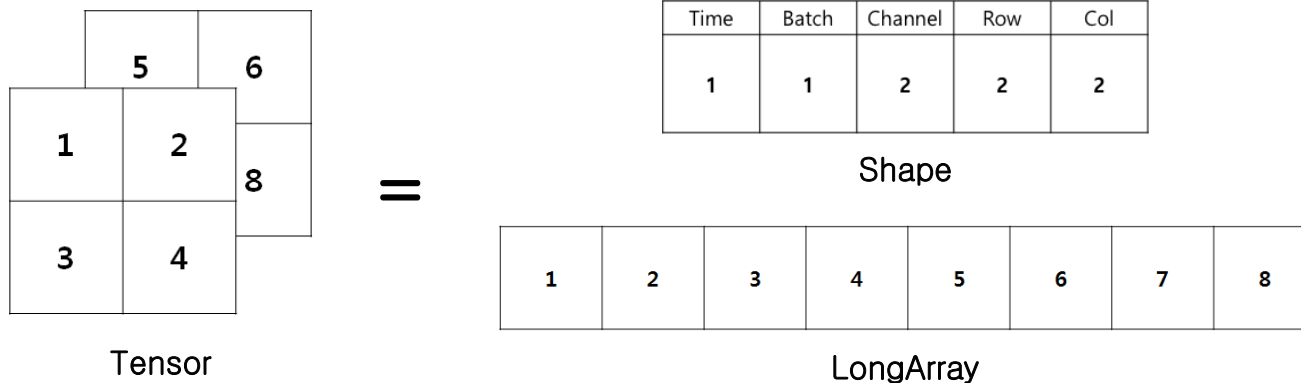 5 6
1 2
8
3 4
Tensor
=
Time Batch Channel Row Col
1 1 2 2 2
Shape
1 2 3 4 5 6 7 8
LongArray